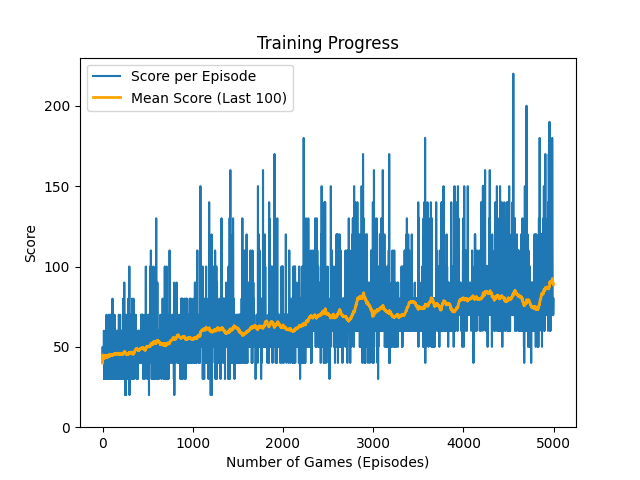 Training Progress
Score per Episode
Mean Score (Last 100)
Score
200
150
100
50
0
0 1000 2000 3000 4000 5000
Number of Games (Episodes)